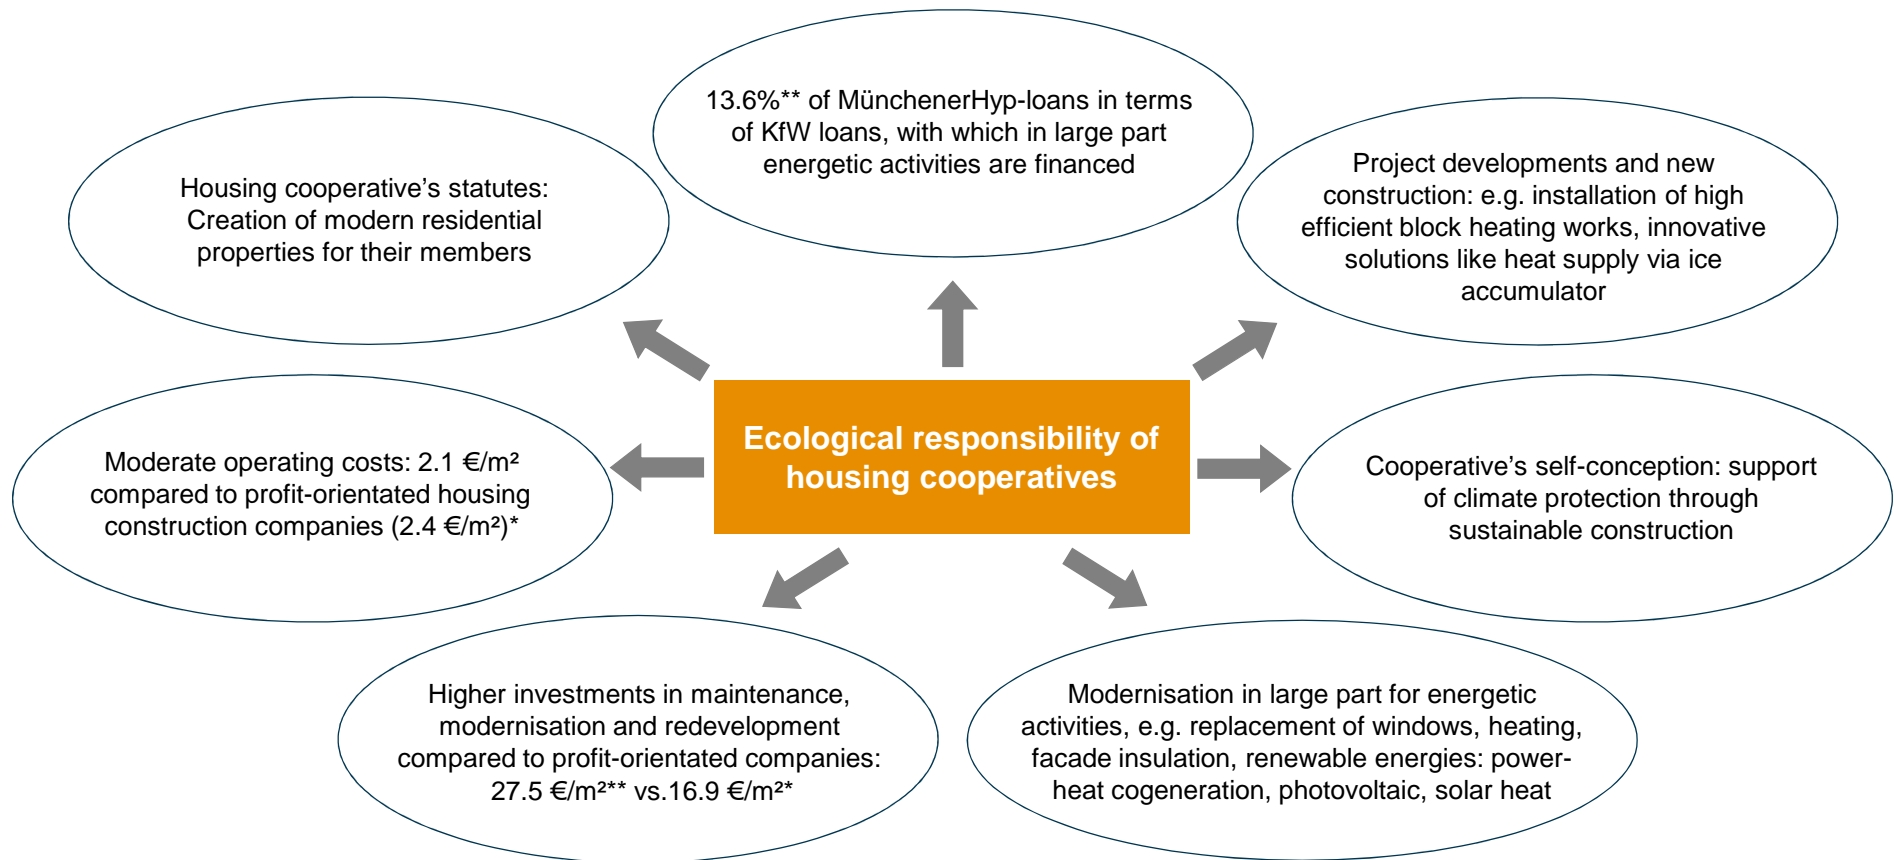 13.6%** of MünchenerHyp-loans in terms
of KfW loans, with which in large part
energetic activities are financed
Housing cooperative’s statutes:
Creation of modern residential
properties for their members
Project developments and new
construction: e.g. installation of high
efficient block heating works, innovative
solutions like heat supply via ice
accumulator
Ecological responsibility of
housing cooperatives
Moderate operating costs: 2.1 €/m²
compared to profit-orientated housing
construction companies (2.4 €/m²)*
Cooperative’s self-conception: support
of climate protection through
sustainable construction
Higher investments in maintenance,
modernisation and redevelopment
compared to profit-orientated companies:
27.5 €/m²** vs.16.9 €/m²*
Modernisation in large part for energetic
activities, e.g. replacement of windows, heating,
facade insulation, renewable energies: power-
heat cogeneration, photovoltaic, solar heat